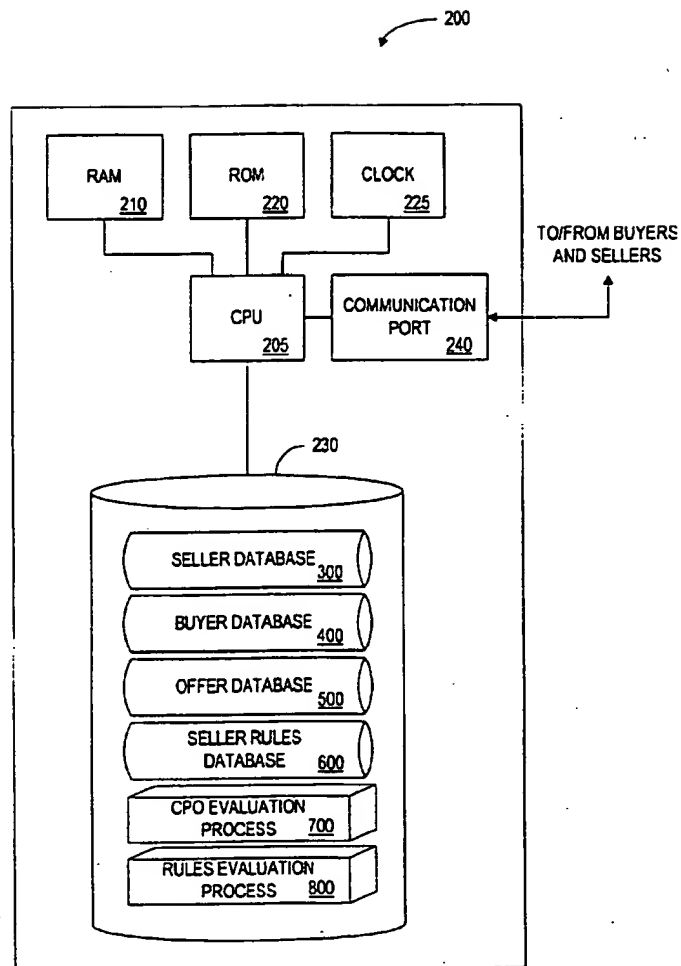 200
RAM
210
ROM
220
CLOCK
225
TO/FROM BUYERS
AND SELLERS
CPU
205
COMMUNICATION
PORT
240
230
SELLER DATABASE
300
BUYER DATABASE
400
OFFER DATABASE
500
SELLER RULES
DATABASE
600
CPO EVALUATION
PROCESS
700
RULES EVALUATION
PROCESS
800